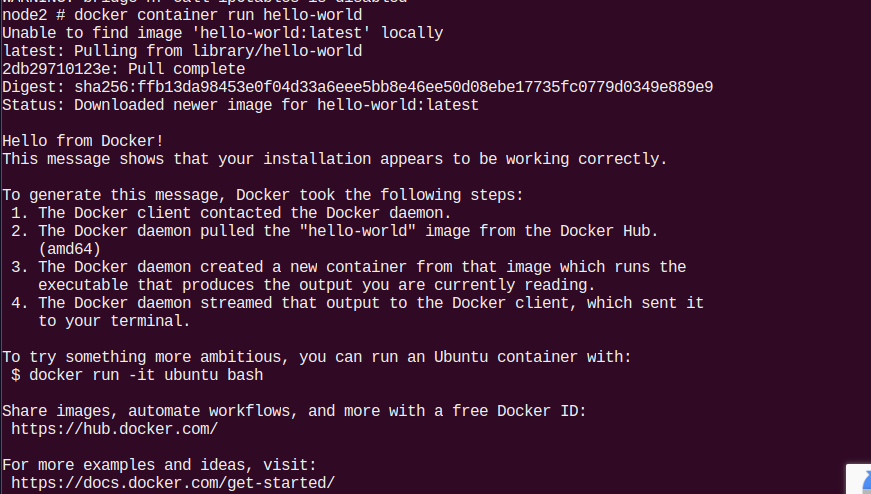 WARNING: bridge-nf-call-iptables is disabled
node2 # docker container run hello-world
Unable to find image 'hello-world:latest' locally
latest: Pulling from library/hello-world
2db29710123e: Pull complete
Digest: sha256:ffb13da98453e0f04d33a6eee5bb8e46ee50d08ebe17735fc0779d0349e889e9
Status: Downloaded newer image for hello-world:latest

Hello from Docker!
This message shows that your installation appears to be working correctly.

To generate this message, Docker took the following steps:
 1. The Docker client contacted the Docker daemon.
 2. The Docker daemon pulled the "hello-world" image from the Docker Hub.
    (amd64)
 3. The Docker daemon created a new container from that image which runs the
    executable that produces the output you are currently reading.
 4. The Docker daemon streamed that output to the Docker client, which sent it
    to your terminal.

To try something more ambitious, you can run an Ubuntu container with:
 $ docker run -it ubuntu bash

Share images, automate workflows, and more with a free Docker ID:
 https://hub.docker.com/

For more examples and ideas, visit:
 https://docs.docker.com/get-started/